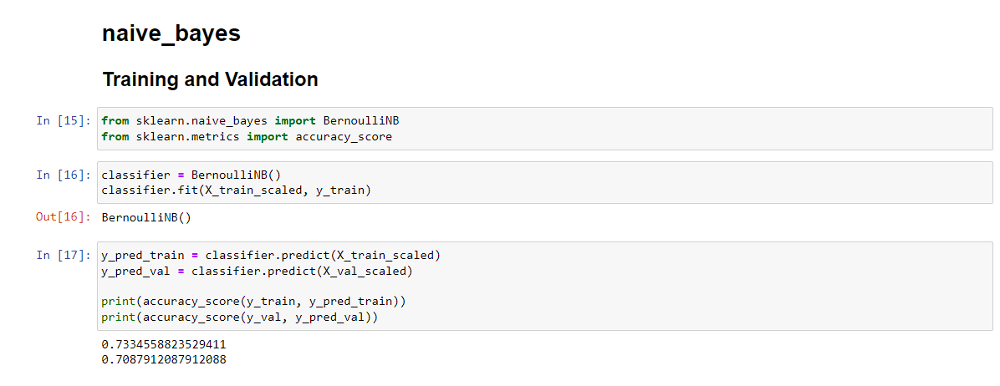 naive_bayes
Training and Validation
In [15]: from sklearn.naive_bayes import BernoulliNB
from sklearn.metrics import accuracy_score
In [16]: classifier = BernoulliNB()
classifier.fit(X_train_scaled, y_train)
Out[16]: BernoulliNB()
In [17]: y_pred_train = classifier.predict(X_train_scaled)
y_pred_val = classifier.predict(X_val_scaled)
print(accuracy_score(y_train, y_pred_train))
print(accuracy_score(y_val, y_pred_val))
0.7334558823529411
0.7087912087912088